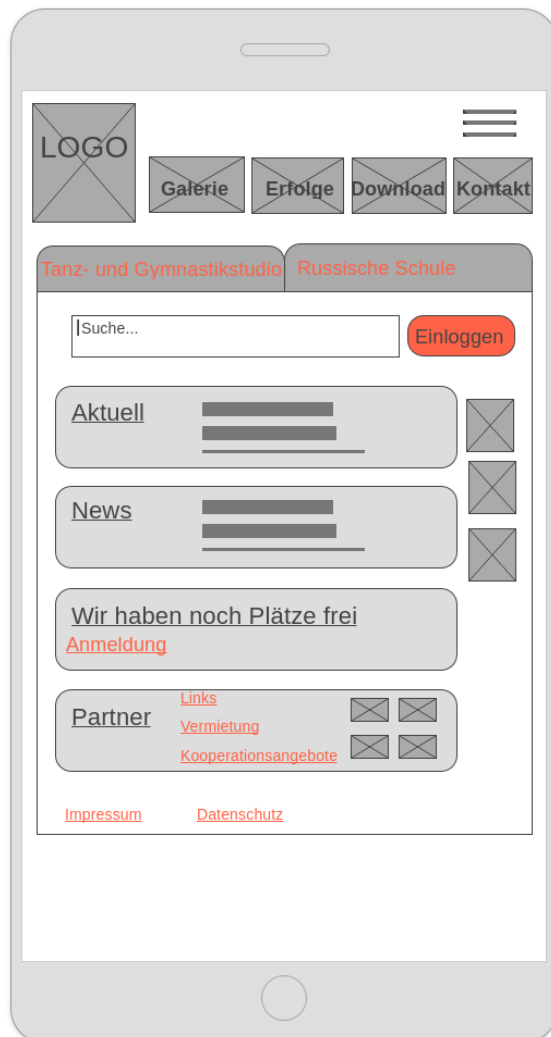 LOGO
Galerie
Erfolge
Download
Kontakt
Tanz- und Gymnastikstudio
Russische Schule
Suche...
Einloggen
Aktuell
News
Wir haben noch Plätze frei
Anmeldung
Partner
Links
Vermietung
Kooperationsangebote
Impressum
Datenschutz